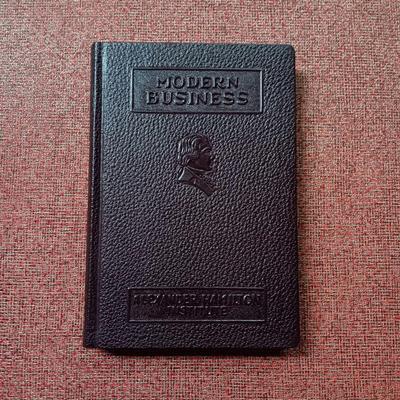 MODERN
BUSINESS
ALEXANDER HAMILTON
INSTITUTE